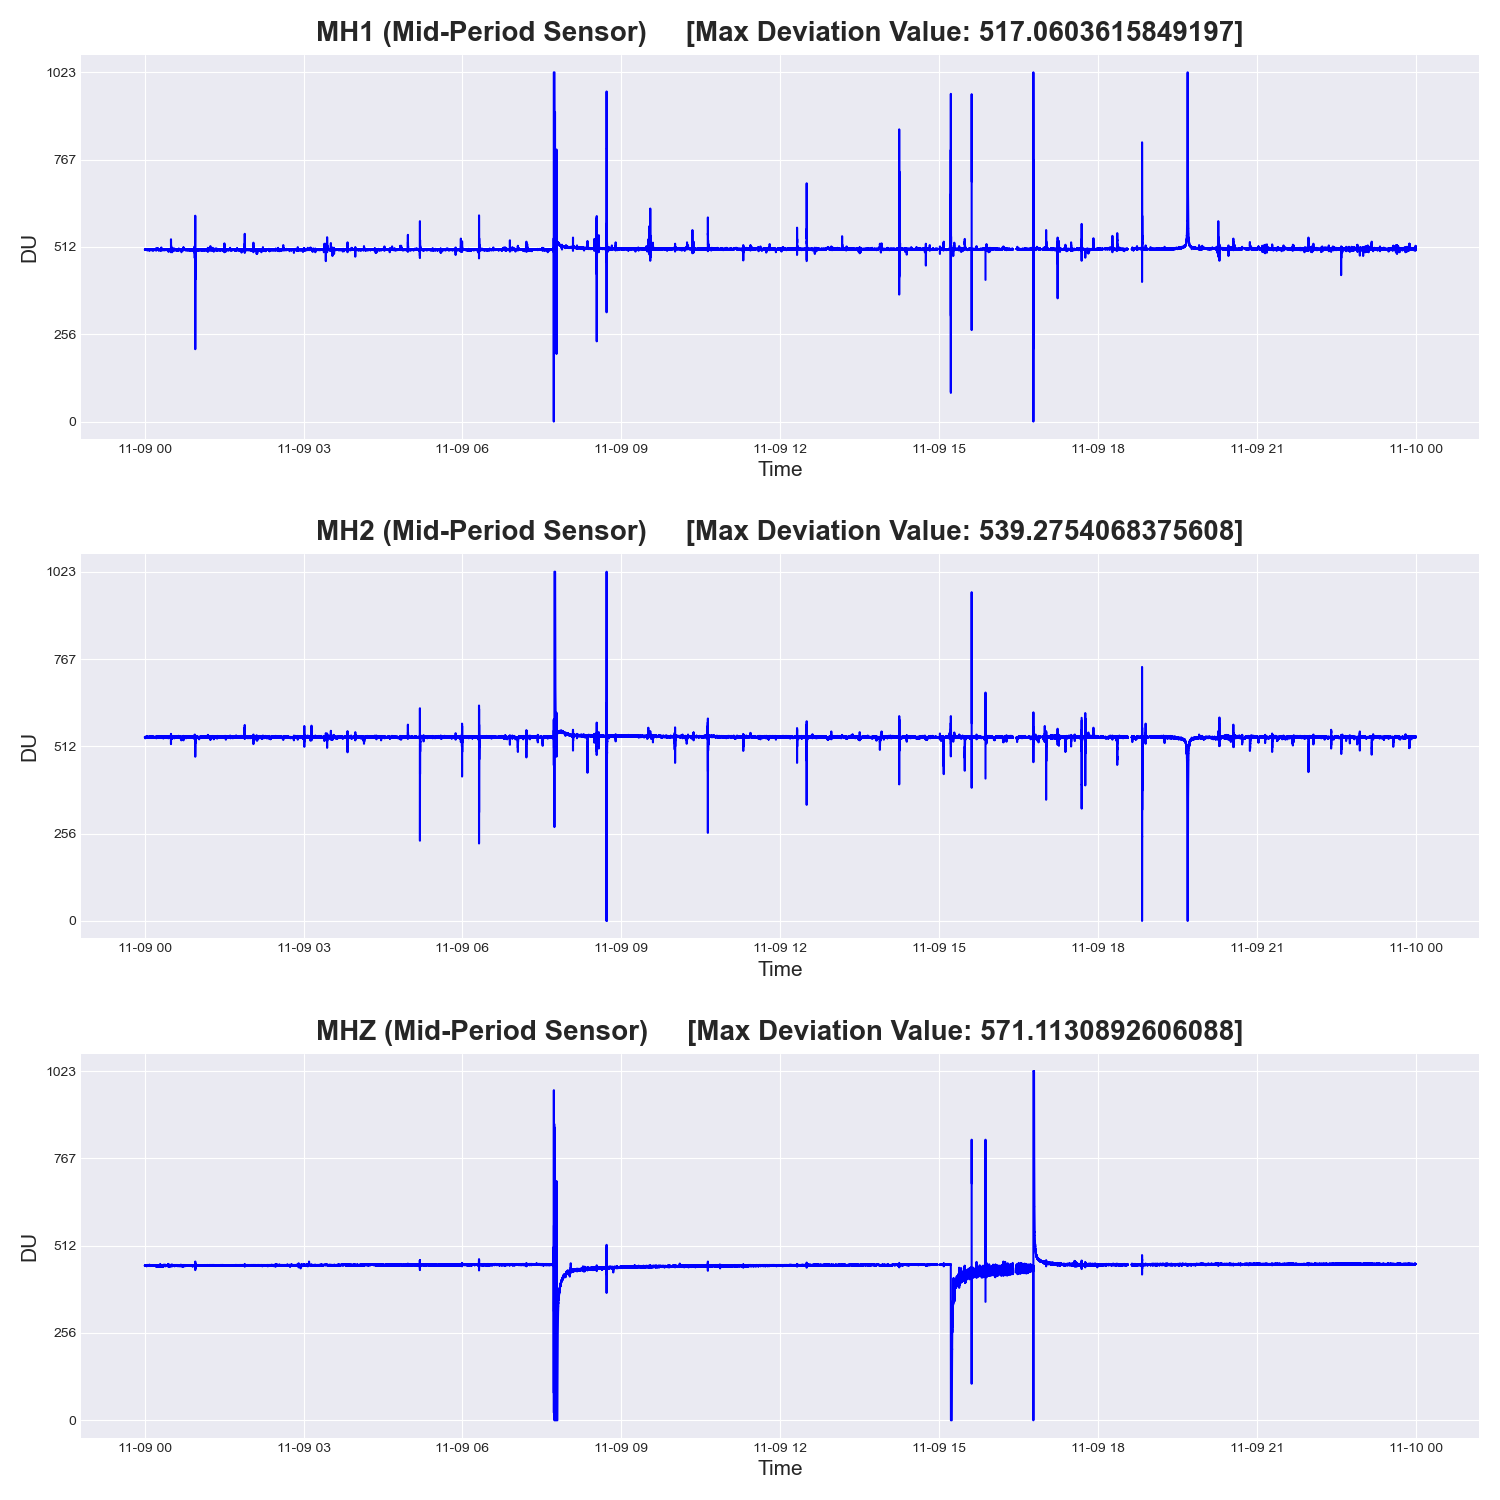 MH1 (Mid-Period Sensor) [Max Deviation Value: 517.0603615849197]
1023
767
512
256
0
DU
11-09 00 11-09 03 11-09 06 11-09 09 11-09 12 11-09 15 11-09 18 11-09 21 11-10 00
Time
MH2 (Mid-Period Sensor) [Max Deviation Value: 539.2754068375608]
1023
767
512
256
0
DU
11-09 00 11-09 03 11-09 06 11-09 09 11-09 12 11-09 15 11-09 18 11-09 21 11-10 00
Time
MHZ (Mid-Period Sensor) [Max Deviation Value: 571.1130892606088]
1023
767
512
256
0
DU
11-09 00 11-09 03 11-09 06 11-09 09 11-09 12 11-09 15 11-09 18 11-09 21 11-10 00
Time